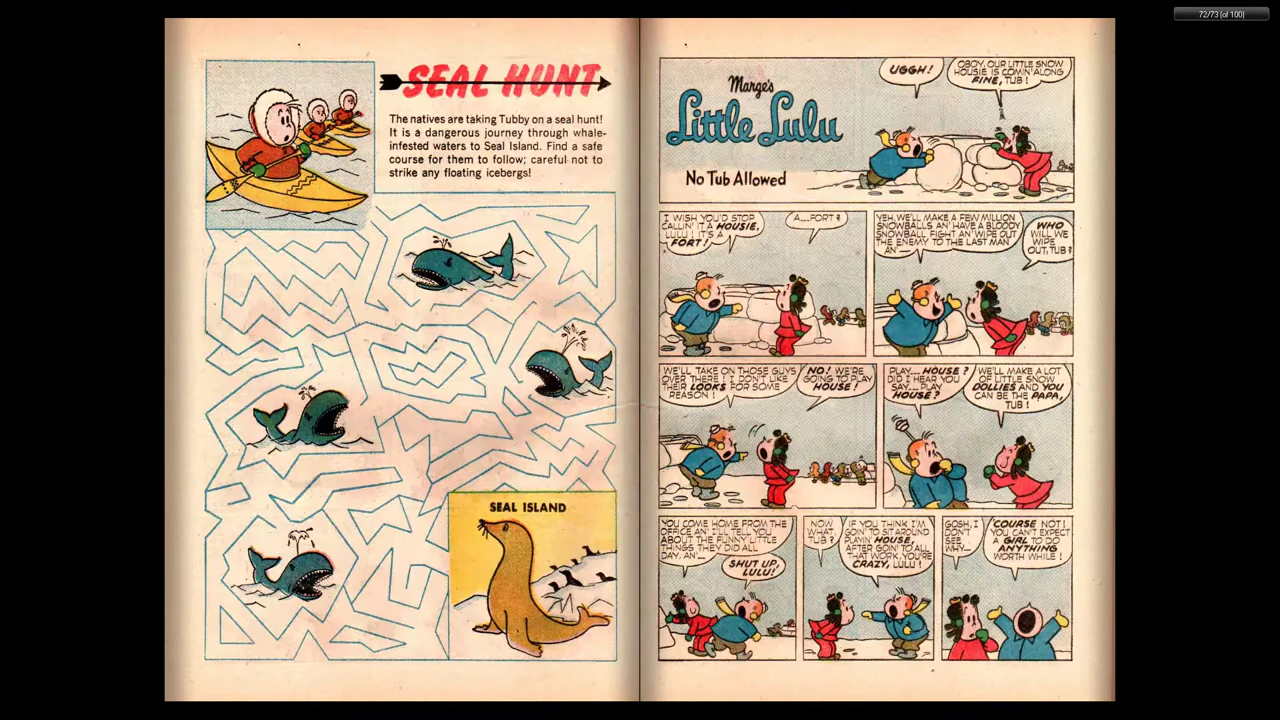 72/73 (of 100)
SEAL HUNT
The natives are taking Tubby on a seal hunt!
It is a dangerous journey through whale-
infested waters to Seal Island. Find a safe
course for them to follow; careful not to
strike any floating icebergs!
SEAL ISLAND
Marge's
Little Lulu
No Tub Allowed
UGGH!
OBOY, OUR LITTLE SNOW
HOUSIE IS COMIN' ALONG
FINE, TUB!
I WISH YOU'D STOP
CALLIN' IT A HOUSIE,
LULU! IT'S A
FORT!
A...FORT?
YEH, WE'LL MAKE A FEW MILLION
SNOWBALLS AN' HAVE A BLOODY
SNOWBALL FIGHT AN' WIPE OUT
THE ENEMY TO THE LAST MAN
AN'—
WHO
WILL WE
WIPE
OUT, TUB?
WE'LL TAKE ON THOSE GUYS
OVER THERE! I DON'T LIKE
THEIR LOOKS FOR SOME
REASON!
NO! WE'RE
GOING TO PLAY
HOUSE!
PLAY... HOUSE?
DID I HEAR YOU
SAY... PLAY
HOUSE?
WE'LL MAKE A LOT
OF LITTLE SNOW
DOLLIES AND YOU
CAN BE THE PAPA,
TUB!
YOU COME HOME FROM THE
OFFICE AN' I'LL TELL YOU
ABOUT THE FUNNY LITTLE
THINGS THEY DID ALL
DAY. AN'—
SHUT UP,
LULU!
NOW
WHAT,
TUB?
IF YOU THINK I'M
GOIN' TO SIT AROUND
PLAYIN' HOUSE,
AFTER GOIN' TO ALL
THAT WORK, YOU'RE
CRAZY, LULU!
GOSH, I
DON'T
SEE
WHY—
'COURSE NOT!
YOU CAN'T EXPECT
A GIRL TO DO
ANYTHING
WORTH WHILE!